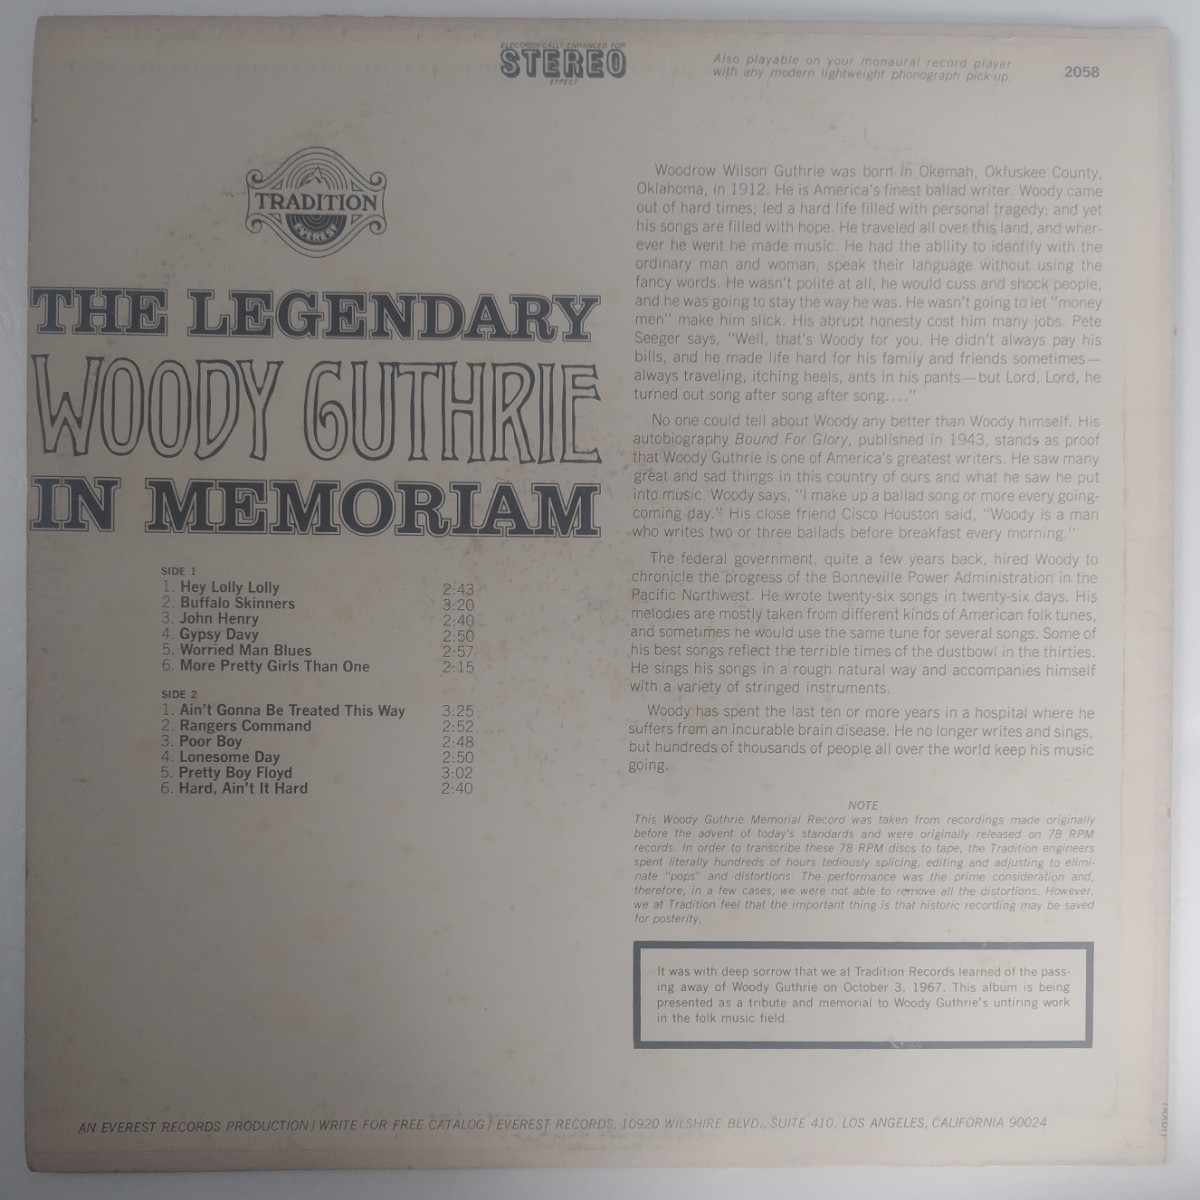 ELECTRONICALLY ENHANCED FOR
STEREO
EFFECT
Also playable on your monaural record player
with any modern lightweight phonograph pick-up.
2058
TRADITION
EVEREST
THE LEGENDARY
WOODY GUTHRIE
IN MEMORIAM
SIDE 1
1. Hey Lolly Lolly 2:43
2. Buffalo Skinners 3:20
3. John Henry 2:40
4. Gypsy Davy 2:50
5. Worried Man Blues 2:57
6. More Pretty Girls Than One 2:15
SIDE 2
1. Ain't Gonna Be Treated This Way 3:25
2. Rangers Command 2:52
3. Poor Boy 2:48
4. Lonesome Day 2:50
5. Pretty Boy Floyd 3:02
6. Hard, Ain't It Hard 2:40
Woodrow Wilson Guthrie was born in Okemah, Okfuskee County,
Oklahoma, in 1912. He is America's finest ballad writer. Woody came
out of hard times; led a hard life filled with personal tragedy; and yet
his songs are filled with hope. He traveled all over this land, and wher-
ever he went he made music. He had the ability to identify with the
ordinary man and woman, speak their language without using the
fancy words. He wasn't polite at all, he would cuss and shock people,
and he was going to stay the way he was. He wasn't going to let "money
men" make him slick. His abrupt honesty cost him many jobs. Pete
Seeger says, "Well, that's Woody for you. He didn't always pay his
bills, and he made life hard for his family and friends sometimes—
always traveling, itching heels, ants in his pants—but Lord, Lord, he
turned out song after song after song...."
No one could tell about Woody any better than Woody himself. His
autobiography Bound For Glory, published in 1943, stands as proof
that Woody Guthrie is one of America's greatest writers. He saw many
great and sad things in this country of ours and what he saw he put
into music. Woody says, "I make up a ballad song or more every going-
coming day." His close friend Cisco Houston said, "Woody is a man
who writes two or three ballads before breakfast every morning."
The federal government, quite a few years back, hired Woody to
chronicle the progress of the Bonneville Power Administration in the
Pacific Northwest. He wrote twenty-six songs in twenty-six days. His
melodies are mostly taken from different kinds of American folk tunes,
and sometimes he would use the same tune for several songs. Some of
his best songs reflect the terrible times of the dustbowl in the thirties.
He sings his songs in a rough natural way and accompanies himself
with a variety of stringed instruments.
Woody has spent the last ten or more years in a hospital where he
suffers from an incurable brain disease. He no longer writes and sings,
but hundreds of thousands of people all over the world keep his music
going.
NOTE
This Woody Guthrie Memorial Record was taken from recordings made originally
before the advent of today's standards and were originally released on 78 RPM
records. In order to transcribe these 78 RPM discs to tape, the Tradition engineers
spent literally hundreds of hours tediously splicing, editing and adjusting to elimi-
nate "pops" and distortions. The performance was the prime consideration and,
therefore, in a few cases, we were not able to remove all the distortions. However,
we at Tradition feel that the important thing is that historic recording may be saved
for posterity.
It was with deep sorrow that we at Tradition Records learned of the pass-
ing away of Woody Guthrie on October 3, 1967. This album is being
presented as a tribute and memorial to Woody Guthrie's untiring work
in the folk music field.
AN EVEREST RECORDS PRODUCTION / WRITE FOR FREE CATALOG / EVEREST RECORDS, 10920 WILSHIRE BLVD., SUITE 410, LOS ANGELES, CALIFORNIA 90024